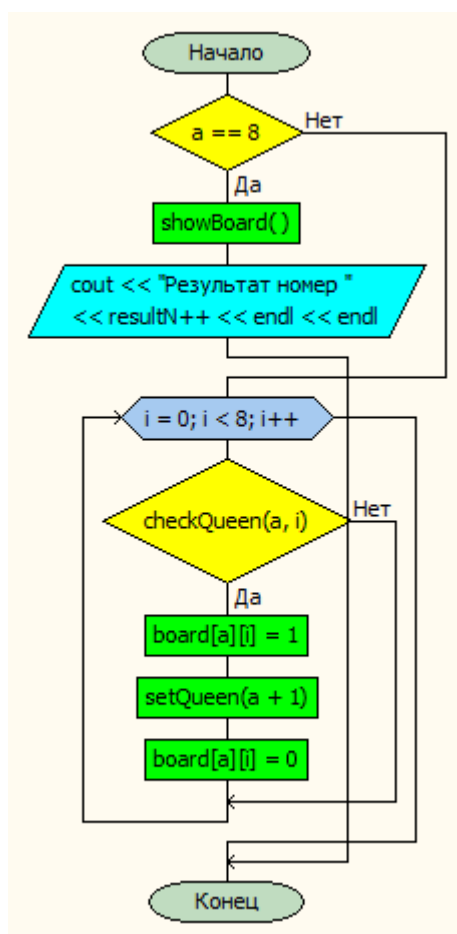 Начало
a == 8
Нет
Да
showBoard( )
cout << "Результат номер "
<< resultN++ << endl << endl
i = 0; i < 8; i++
checkQueen(a, i)
Нет
Да
board[a][i] = 1
setQueen(a + 1)
board[a][i] = 0
Конец